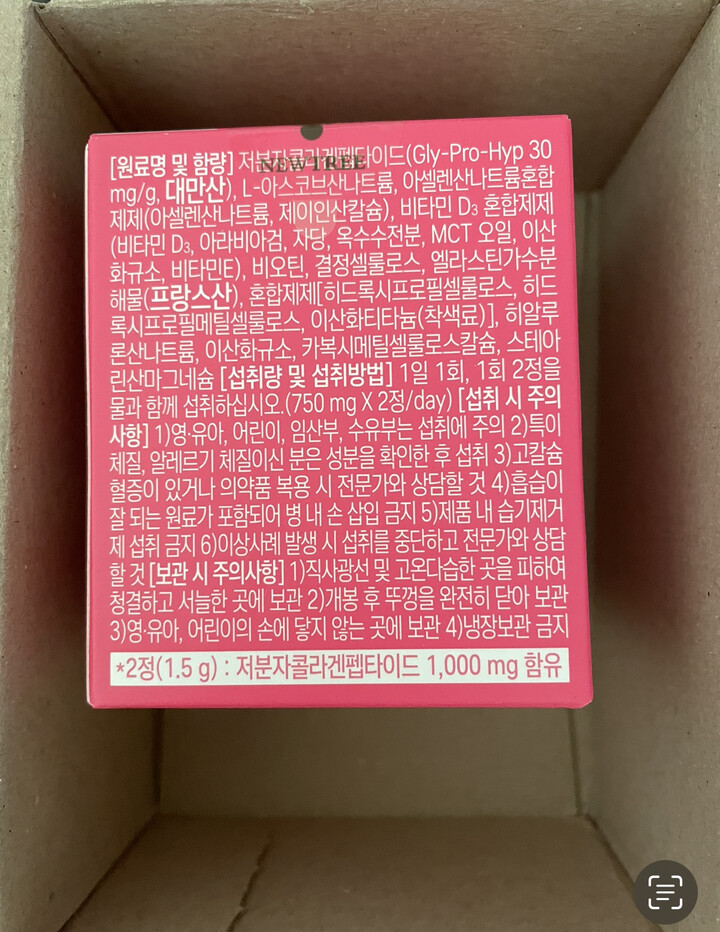 [원료명 및 함량] 저분자콜라겐펩타이드(Gly-Pro-Hyp 30
NEWTREE
mg/g, 대만산), L-아스코브산나트륨, 아셀렌산나트륨혼합
제제(아셀렌산나트륨, 제이인산칼슘), 비타민 D₃ 혼합제제
(비타민 D₃, 아라비아검, 자당, 옥수수전분, MCT 오일, 이산
화규소, 비타민E), 비오틴, 결정셀룰로스, 엘라스틴가수분
해물(프랑스산), 혼합제제[히드록시프로필셀룰로스, 히드
록시프로필메틸셀룰로스, 이산화티타늄(착색료)], 히알루
론산나트륨, 이산화규소, 카복시메틸셀룰로스칼슘, 스테아
린산마그네슘 [섭취량 및 섭취방법] 1일 1회, 1회 2정을
물과 함께 섭취하십시오.(750 mg X 2정/day) [섭취 시 주의
사항] 1)영·유아, 어린이, 임산부, 수유부는 섭취에 주의 2)특이
체질, 알레르기 체질이신 분은 성분을 확인한 후 섭취 3)고칼슘
혈증이 있거나 의약품 복용 시 전문가와 상담할 것 4)흡습이
잘 되는 원료가 포함되어 병 내 손 삽입 금지 5)제품 내 습기제거
제 섭취 금지 6)이상사례 발생 시 섭취를 중단하고 전문가와 상담
할 것 [보관 시 주의사항] 1)직사광선 및 고온다습한 곳을 피하여
청결하고 서늘한 곳에 보관 2)개봉 후 뚜껑을 완전히 닫아 보관
3)영·유아, 어린이의 손에 닿지 않는 곳에 보관 4)냉장보관 금지
*2정(1.5 g) : 저분자콜라겐펩타이드 1,000 mg 함유